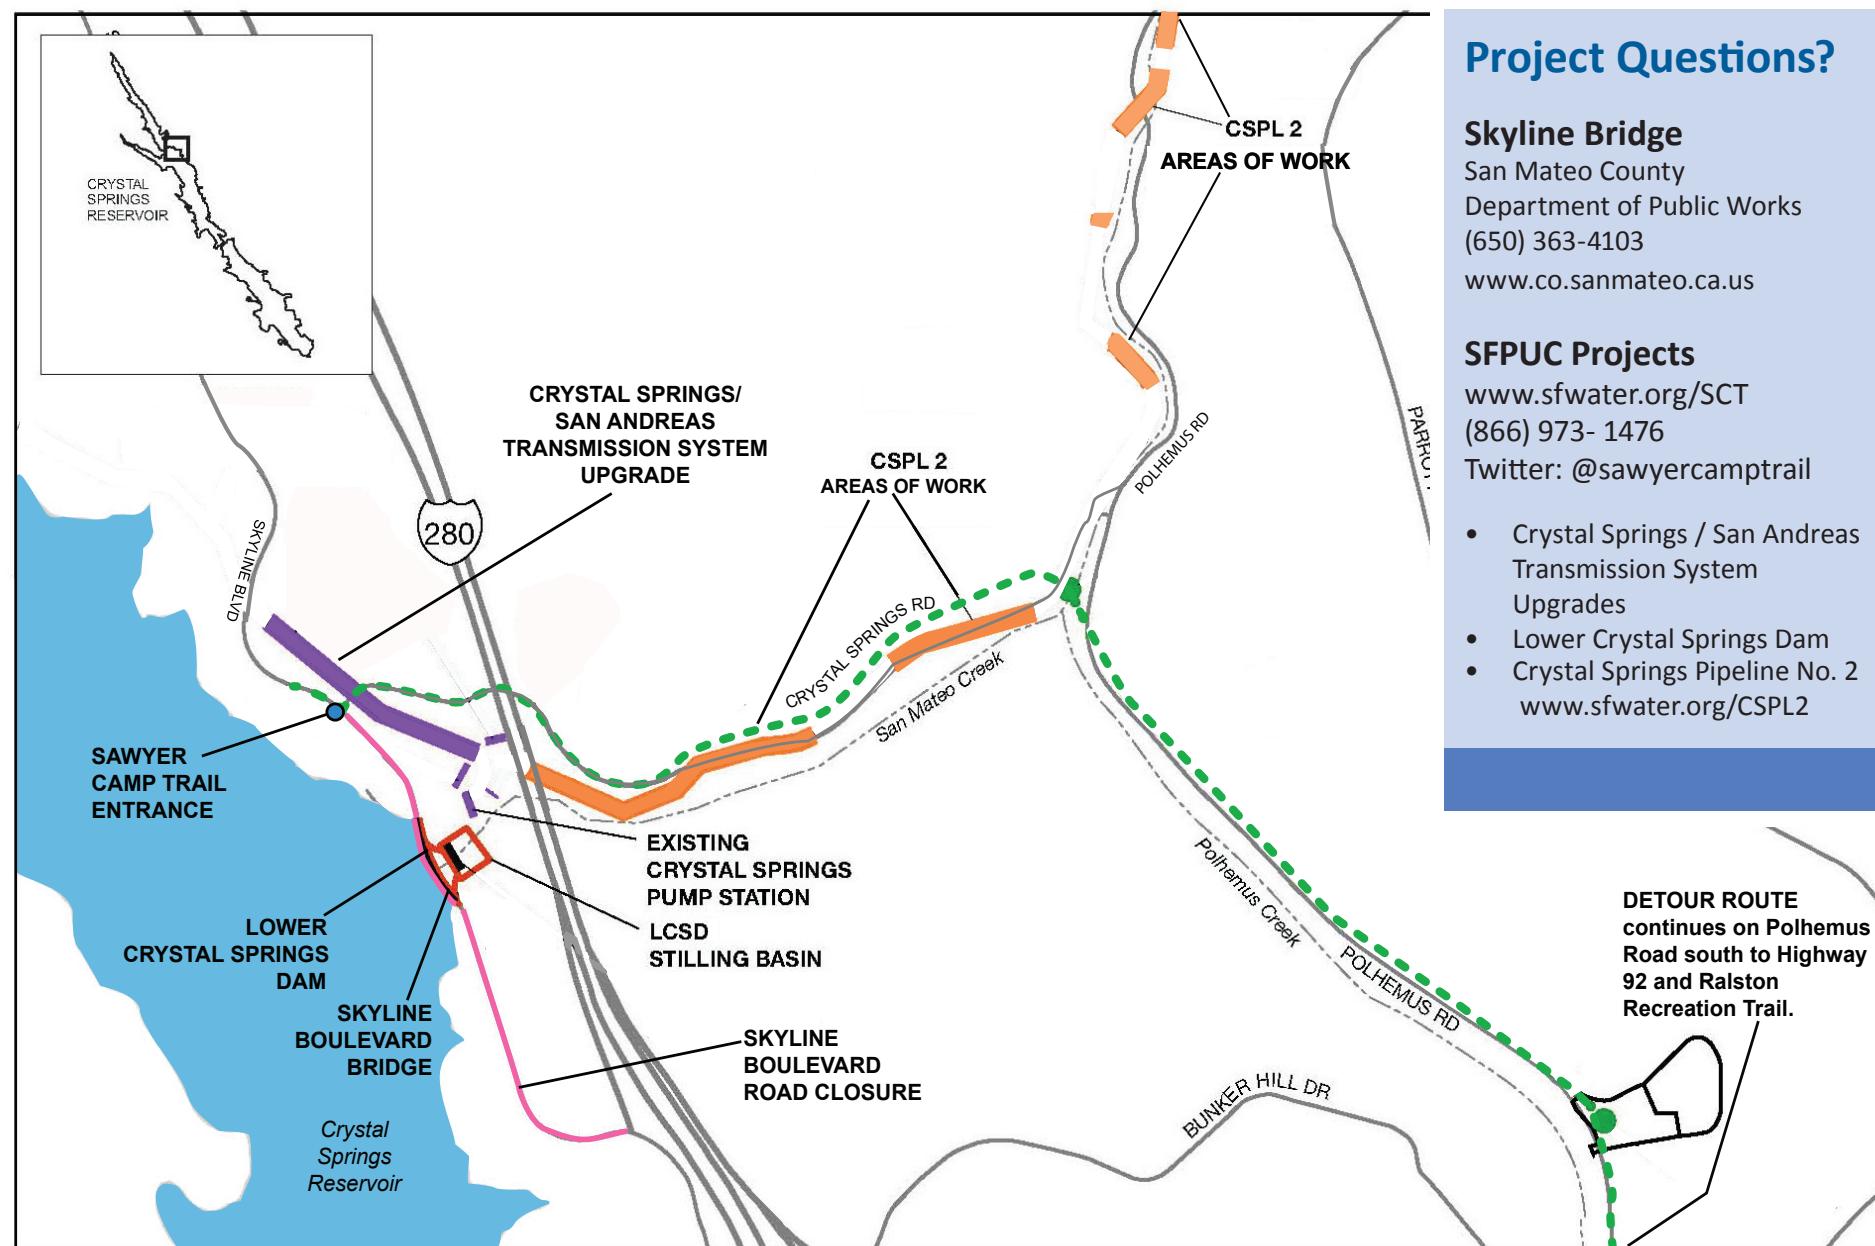 CRYSTAL
SPRINGS
RESERVOIR
CSPL 2
AREAS OF WORK
CRYSTAL SPRINGS/
SAN ANDREAS
TRANSMISSION SYSTEM
UPGRADE
CSPL 2
AREAS OF WORK
280
SKYLINE BLVD
POLHEMUS RD
CRYSTAL SPRINGS RD
San Mateo Creek
SAWYER
CAMP TRAIL
ENTRANCE
EXISTING
CRYSTAL SPRINGS
PUMP STATION
LCSD
STILLING BASIN
LOWER
CRYSTAL SPRINGS
DAM
SKYLINE
BOULEVARD
BRIDGE
SKYLINE
BOULEVARD
ROAD CLOSURE
Crystal
Springs
Reservoir
Polhemus Creek
POLHEMUS RD
BUNKER HILL DR
DETOUR ROUTE
continues on Polhemus
Road south to Highway
92 and Ralston
Recreation Trail.
Project Questions?
Skyline Bridge
San Mateo County
Department of Public Works
(650) 363-4103
www.co.sanmateo.ca.us
SFPUC Projects
www.sfwater.org/SCT
(866) 973- 1476
Twitter: @sawyercamptrail
• Crystal Springs / San Andreas
Transmission System
Upgrades
• Lower Crystal Springs Dam
• Crystal Springs Pipeline No. 2
www.sfwater.org/CSPL2